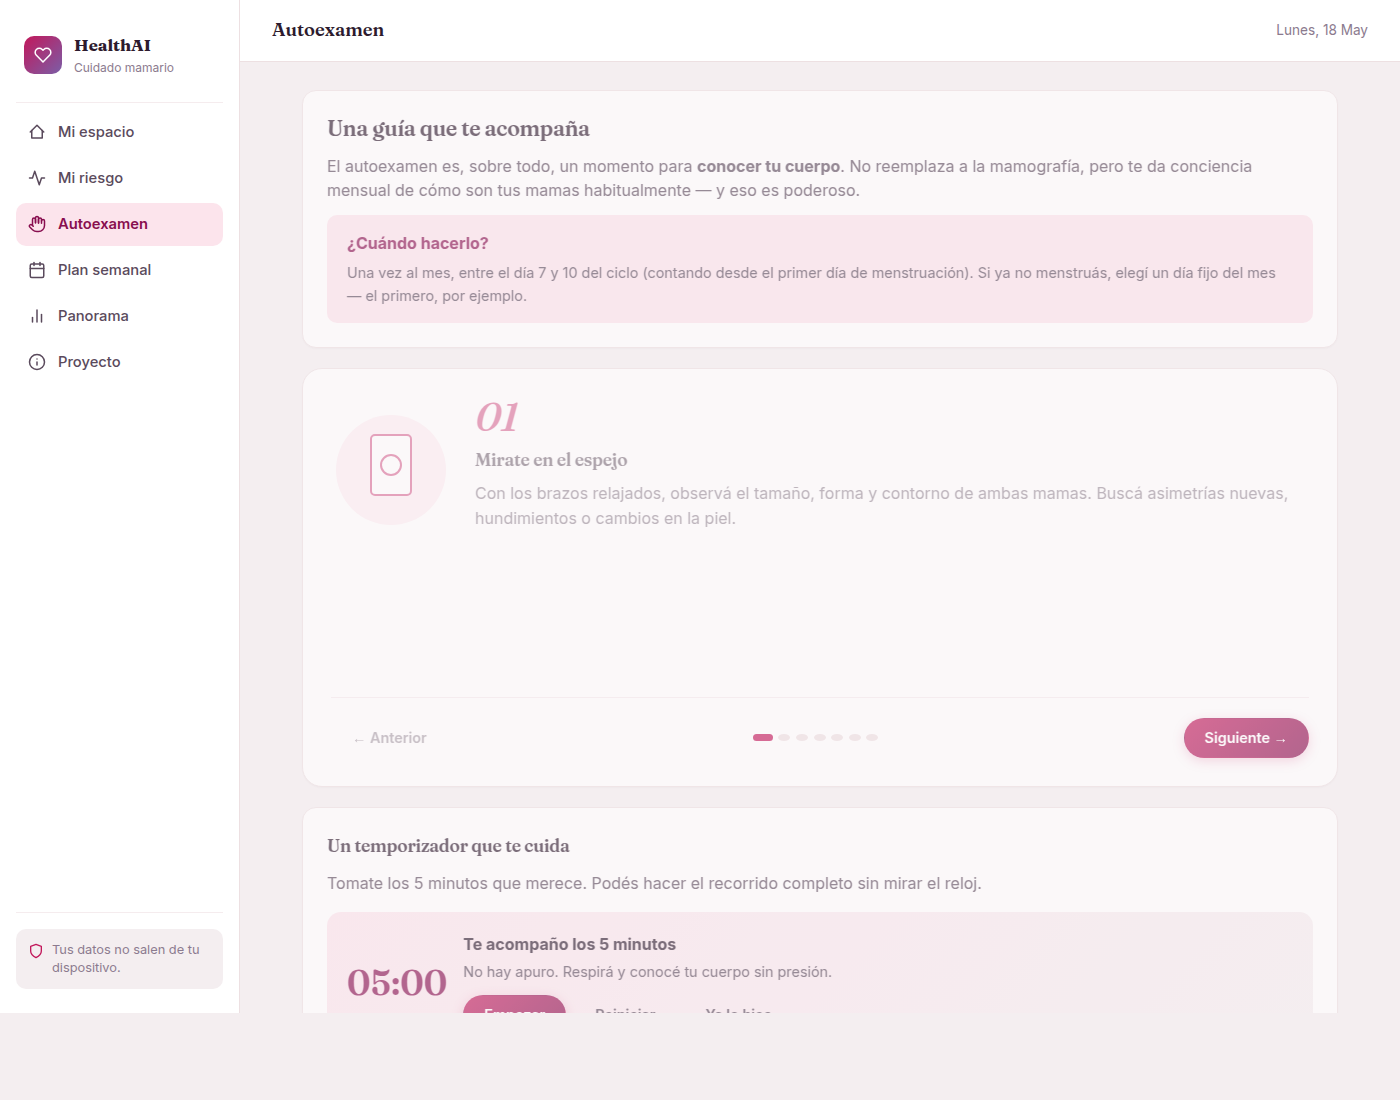 HealthAI
Cuidado mamario
Mi espacio
Mi riesgo
Autoexamen
Plan semanal
Panorama
Proyecto
Tus datos no salen de tu
dispositivo.
Autoexamen
Lunes, 18 May
Una guía que te acompaña
El autoexamen es, sobre todo, un momento para conocer tu cuerpo. No reemplaza a la mamografía, pero te da conciencia
mensual de cómo son tus mamas habitualmente — y eso es poderoso.
¿Cuándo hacerlo?
Una vez al mes, entre el día 7 y 10 del ciclo (contando desde el primer día de menstruación). Si ya no menstruás, elegí un día fijo del mes
— el primero, por ejemplo.
01
Mirate en el espejo
Con los brazos relajados, observá el tamaño, forma y contorno de ambas mamas. Buscá asimetrías nuevas,
hundimientos o cambios en la piel.
← Anterior
Siguiente →
Un temporizador que te cuida
Tomate los 5 minutos que merece. Podés hacer el recorrido completo sin mirar el reloj.
05:00
Te acompaño los 5 minutos
No hay apuro. Respirá y conocé tu cuerpo sin presión.